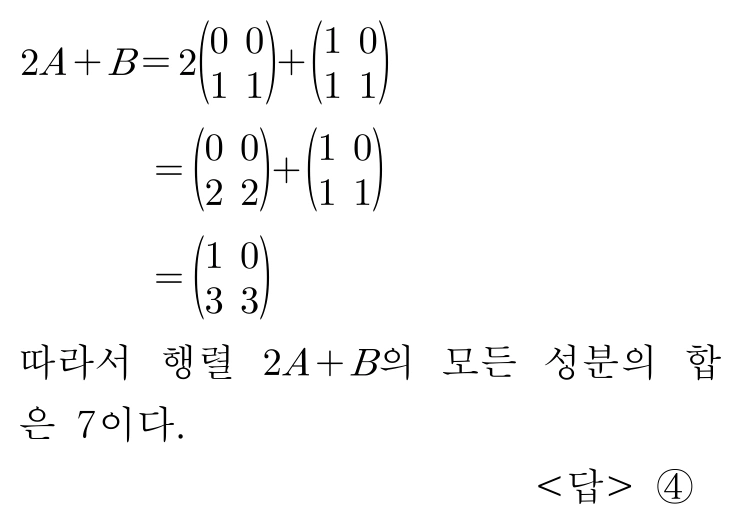 2A+B=2(0 0
1 1)+(1 0
1 1)
=(0 0
2 2)+(1 0
1 1)
=(1 0
3 3)
따라서 행렬 2A+B의 모든 성분의 합
은 7이다.
<답> ④